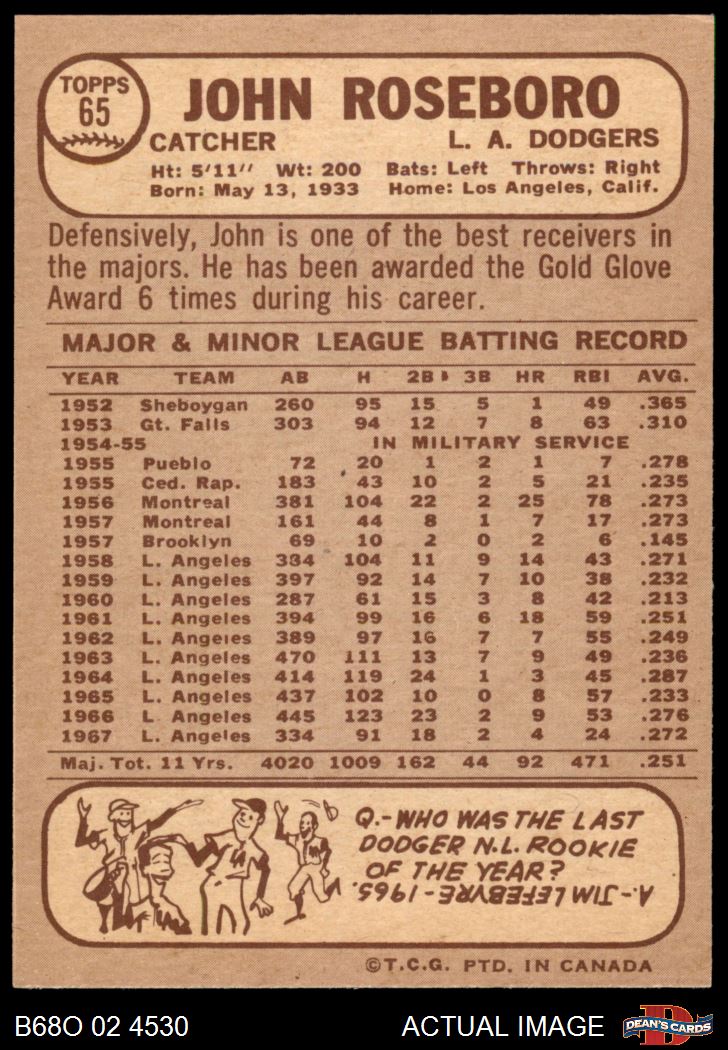 TOPPS
65
JOHN ROSEBORO
CATCHER L. A. DODGERS
Ht: 5'11" Wt: 200 Bats: Left Throws: Right
Born: May 13, 1933 Home: Los Angeles, Calif.
Defensively, John is one of the best receivers in
the majors. He has been awarded the Gold Glove
Award 6 times during his career.
MAJOR & MINOR LEAGUE BATTING RECORD
YEAR TEAM AB H 2B 3B HR RBI AVG.
1952 Sheboygan 260 95 15 5 1 49 .365
1953 Gt. Falls 303 94 12 7 8 63 .310
1954-55 IN MILITARY SERVICE
1955 Pueblo 72 20 1 2 1 7 .278
1955 Ced. Rap. 183 43 10 2 5 21 .235
1956 Montreal 381 104 22 2 25 78 .273
1957 Montreal 161 44 8 1 7 17 .273
1957 Brooklyn 69 10 2 0 2 6 .145
1958 L. Angeles 384 104 11 9 14 43 .271
1959 L. Angeles 397 92 14 7 10 38 .232
1960 L. Angeles 287 61 15 3 8 42 .213
1961 L. Angeles 394 99 16 6 18 59 .251
1962 L. Angeles 389 97 16 7 7 55 .249
1963 L. Angeles 470 111 13 7 9 49 .236
1964 L. Angeles 414 119 24 1 3 45 .287
1965 L. Angeles 437 102 10 0 8 57 .233
1966 L. Angeles 445 123 23 2 9 53 .276
1967 L. Angeles 334 91 18 2 4 24 .272
Maj. Tot. 11 Yrs. 4020 1009 162 44 92 471 .251
Q.-WHO WAS THE LAST
DODGER N.L. ROOKIE
OF THE YEAR?
A.-JIM LEFEBYRE-1965.
M
©T.C.G. PTD. IN CANADA
B68O 02 4530 ACTUAL IMAGE
D
DEAN'S CARDS